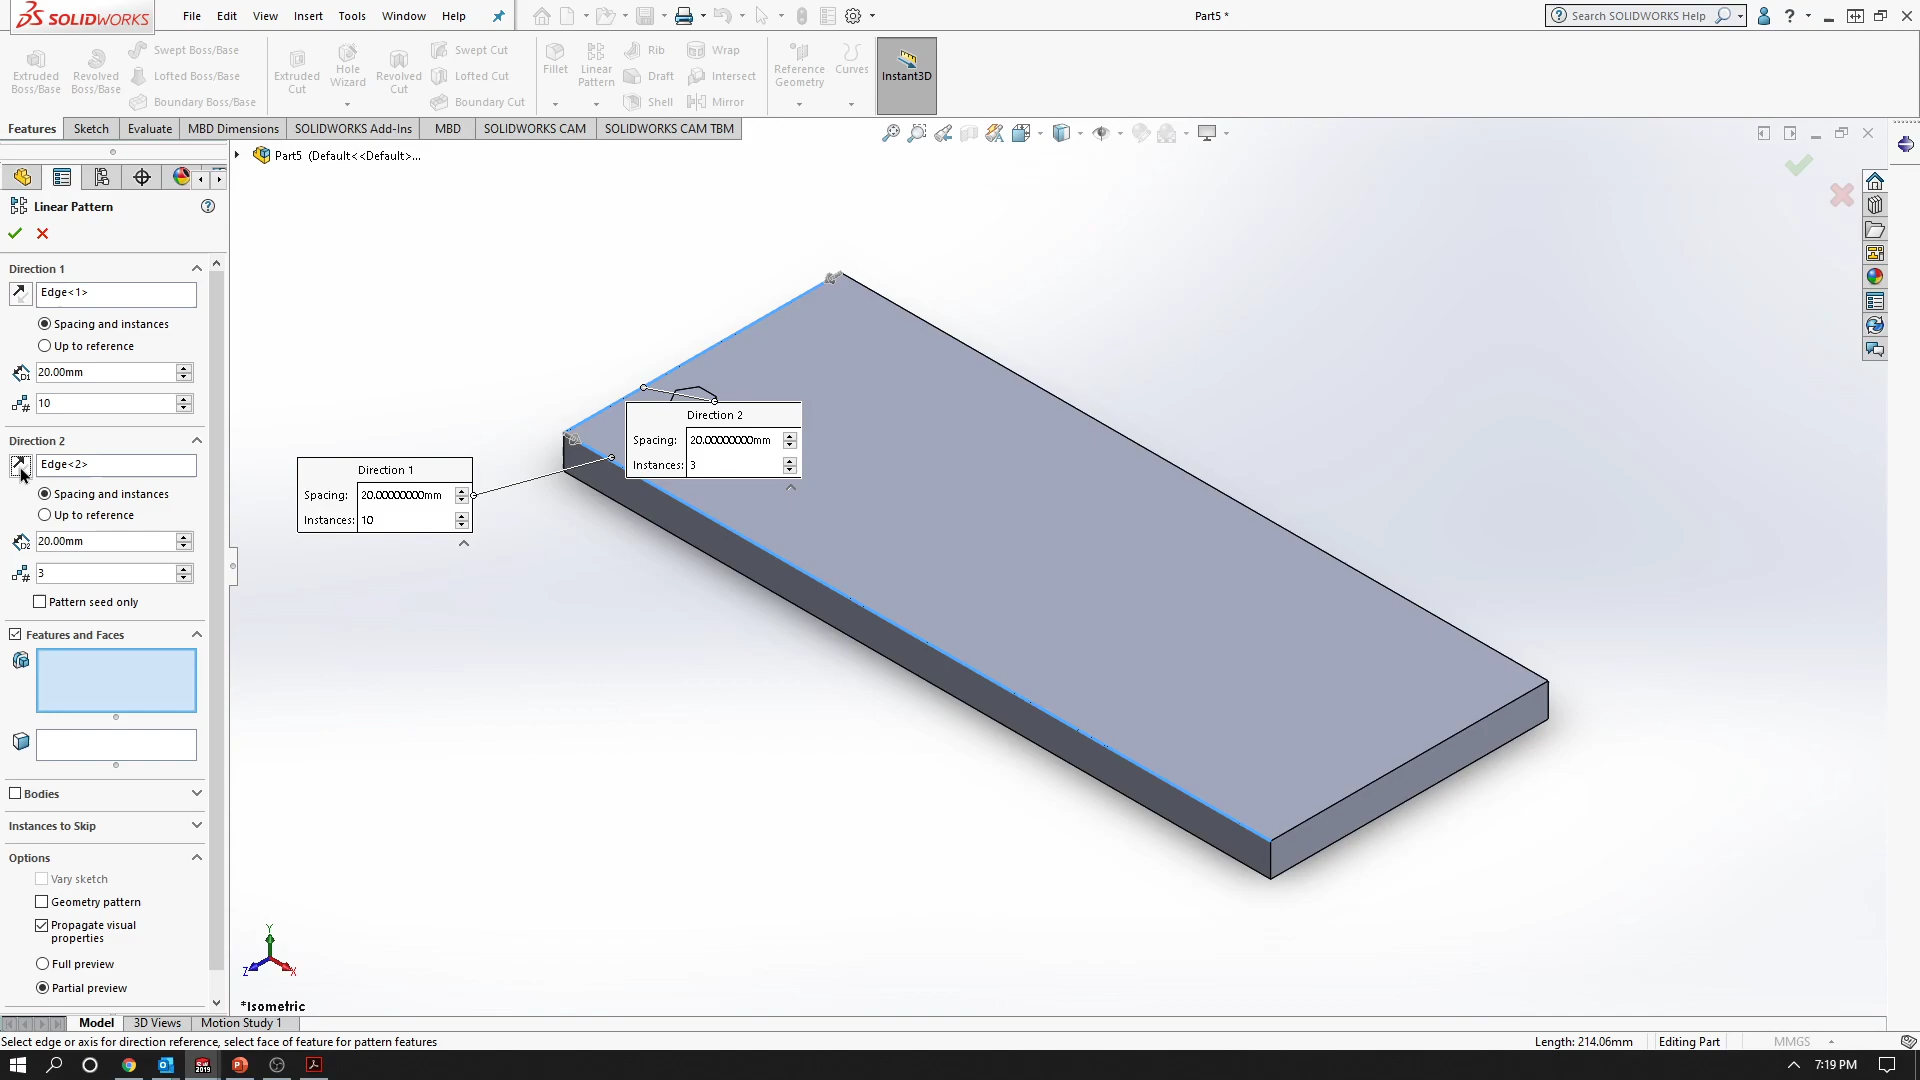 SOLIDWORKS File Edit View Insert Tools Window Help Part5 * Search SOLIDWORKS Help
Extruded Boss/Base
Revolved Boss/Base
Swept Boss/Base
Lofted Boss/Base
Boundary Boss/Base
Extruded Cut
Hole Wizard
Revolved Cut
Swept Cut
Lofted Cut
Boundary Cut
Fillet
Linear Pattern
Rib
Draft
Shell
Wrap
Intersect
Mirror
Reference Geometry
Curves
Instant3D
Features Sketch Evaluate MBD Dimensions SOLIDWORKS Add-Ins MBD SOLIDWORKS CAM SOLIDWORKS CAM TBM
Part5 (Default<<Default>...
Linear Pattern
Direction 1
Edge<1>
Spacing and instances
Up to reference
D1 20.00mm
# 10
Direction 2
Edge<2>
Spacing and instances
Up to reference
D2 20.00mm
# 3
Pattern seed only
Features and Faces
Bodies
Instances to Skip
Options
Vary sketch
Geometry pattern
Propagate visual
properties
Full preview
Partial preview
Direction 2
Spacing: 20.00000000mm
Instances: 3
Direction 1
Spacing: 20.00000000mm
Instances: 10
Y
Z X
*Isometric
Model 3D Views Motion Study 1
Select edge or axis for direction reference, select face of feature for pattern features Length: 214.06mm Editing Part MMGS
SW 2019
7:19 PM